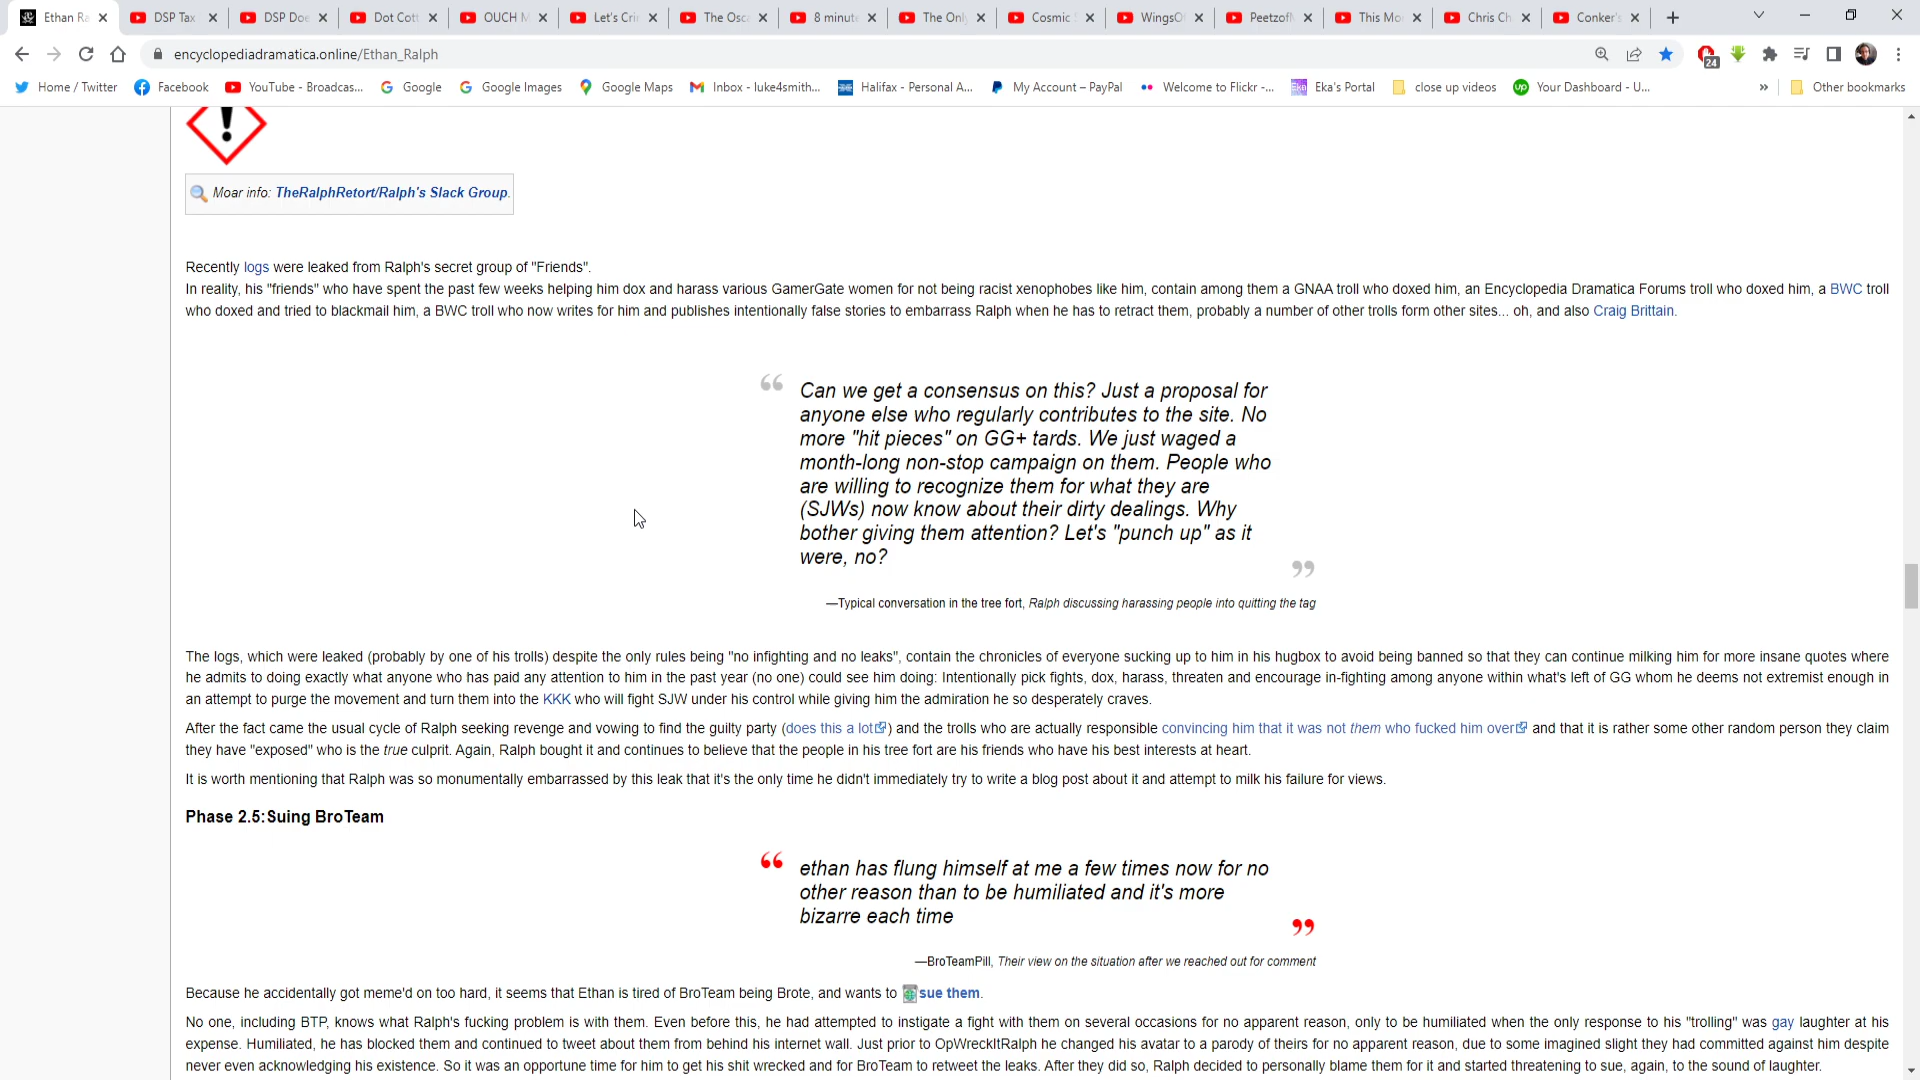 Ethan Ra
DSP Tax
DSP Doe
Dot Cott
OUCH M
Let's Cri
The Osca
8 minute
The Only
Cosmic
WingsOf
PeetzofM
This Mo
Chris Ch
Conker's
encyclopediadramatica.online/Ethan_Ralph
24
Home / Twitter
Facebook
YouTube - Broadcas...
Google
Google Images
Google Maps
Inbox - luke4smith...
Halifax - Personal A...
My Account – PayPal
Welcome to Flickr -...
Eka's Portal
close up videos
Your Dashboard - U...
»
Other bookmarks
Moar info: TheRalphRetort/Ralph's Slack Group.
Recently logs were leaked from Ralph's secret group of "Friends".
In reality, his "friends" who have spent the past few weeks helping him dox and harass various GamerGate women for not being racist xenophobes like him, contain among them a GNAA troll who doxed him, an Encyclopedia Dramatica Forums troll who doxed him, a BWC troll
who doxed and tried to blackmail him, a BWC troll who now writes for him and publishes intentionally false stories to embarrass Ralph when he has to retract them, probably a number of other trolls form other sites... oh, and also Craig Brittain.
“ Can we get a consensus on this? Just a proposal for
anyone else who regularly contributes to the site. No
more "hit pieces" on GG+ tards. We just waged a
month-long non-stop campaign on them. People who
are willing to recognize them for what they are
(SJWs) now know about their dirty dealings. Why
bother giving them attention? Let's "punch up" as it
were, no? ”
—Typical conversation in the tree fort, Ralph discussing harassing people into quitting the tag
The logs, which were leaked (probably by one of his trolls) despite the only rules being "no infighting and no leaks", contain the chronicles of everyone sucking up to him in his hugbox to avoid being banned so that they can continue milking him for more insane quotes where
he admits to doing exactly what anyone who has paid any attention to him in the past year (no one) could see him doing: Intentionally pick fights, dox, harass, threaten and encourage in-fighting among anyone within what's left of GG whom he deems not extremist enough in
an attempt to purge the movement and turn them into the KKK who will fight SJW under his control while giving him the admiration he so desperately craves.
After the fact came the usual cycle of Ralph seeking revenge and vowing to find the guilty party (does this a lot) and the trolls who are actually responsible convincing him that it was not them who fucked him over and that it is rather some other random person they claim
they have "exposed" who is the true culprit. Again, Ralph bought it and continues to believe that the people in his tree fort are his friends who have his best interests at heart.
It is worth mentioning that Ralph was so monumentally embarrassed by this leak that it's the only time he didn't immediately try to write a blog post about it and attempt to milk his failure for views.
Phase 2.5:Suing BroTeam
“ ethan has flung himself at me a few times now for no
other reason than to be humiliated and it's more
bizarre each time ”
—BroTeamPill, Their view on the situation after we reached out for comment
Because he accidentally got meme'd on too hard, it seems that Ethan is tired of BroTeam being Brote, and wants to sue them.
No one, including BTP, knows what Ralph's fucking problem is with them. Even before this, he had attempted to instigate a fight with them on several occasions for no apparent reason, only to be humiliated when the only response to his "trolling" was gay laughter at his
expense. Humiliated, he has blocked them and continued to tweet about them from behind his internet wall. Just prior to OpWreckItRalph he changed his avatar to a parody of theirs for no apparent reason, due to some imagined slight they had committed against him despite
never even acknowledging his existence. So it was an opportune time for him to get his shit wrecked and for BroTeam to retweet the leaks. After they did so, Ralph decided to personally blame them for it and started threatening to sue, again, to the sound of laughter.